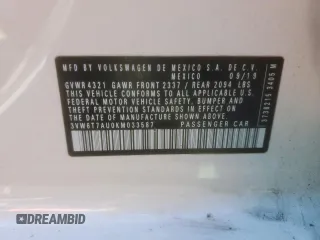 MFD BY VOLKSWAGEN DE MEXICO S.A. DE C.V.
MEXICO 08/18
GVWR 4321 GAWR FRONT 2337 / REAR 2094 LBS
THIS VEHICLE CONFORMS TO ALL APPLICABLE
FEDERAL MOTOR VEHICLE
SAFETY, BUMPER AND THEFT
PREVENTION STANDARDS IN
EFFECT ON THE DATE OF
MANUFACTURE SHOWN ABOVE
3VW6T7AU0KM033587 PASSENGER CAR
DREAMBID